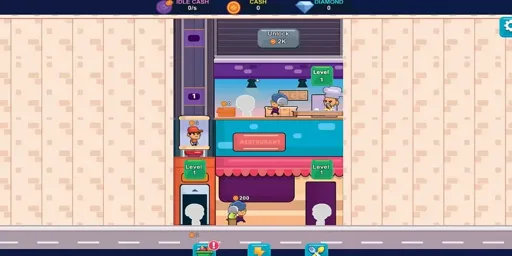 IDLE CASH
0/s
CASH
0
DIAMOND
0
Unlock
2K
Level
1
1
RESTAURANT
Level
1
Level
1
200
!